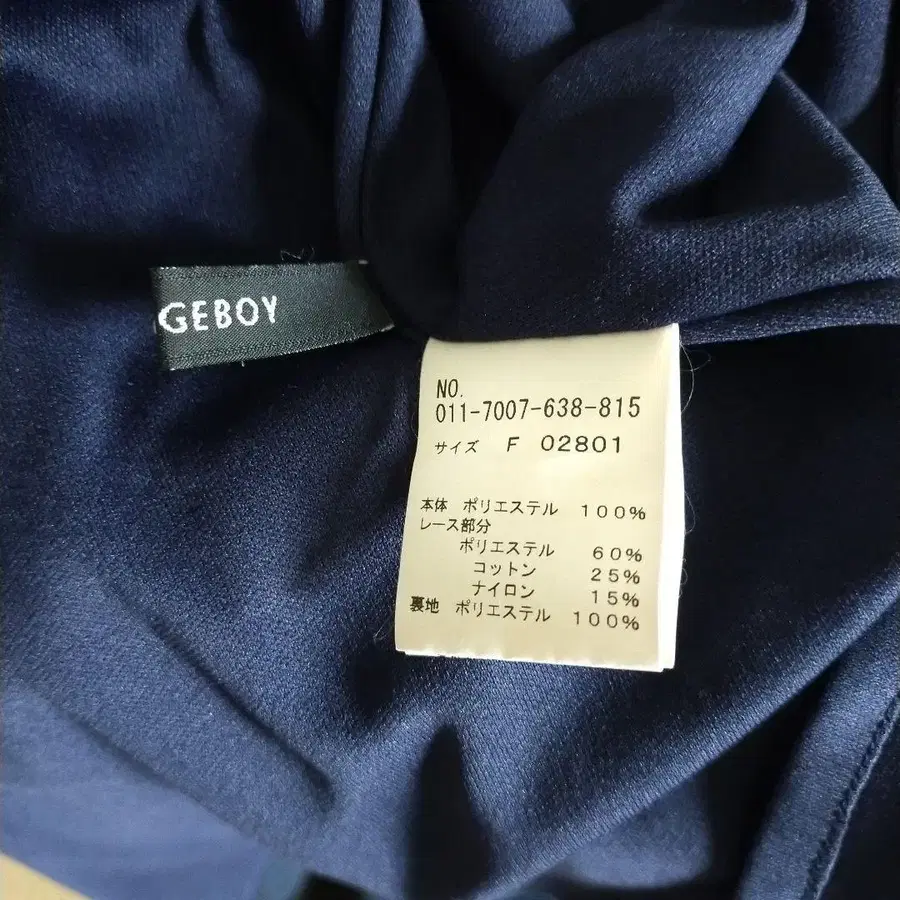 GEBOY
NO.
011-7007-638-815
サイズ F 02801
本体 ポリエステル 100%
レース部分
ポリエステル 60%
コットン 25%
ナイロン 15%
裏地 ポリエステル 100%